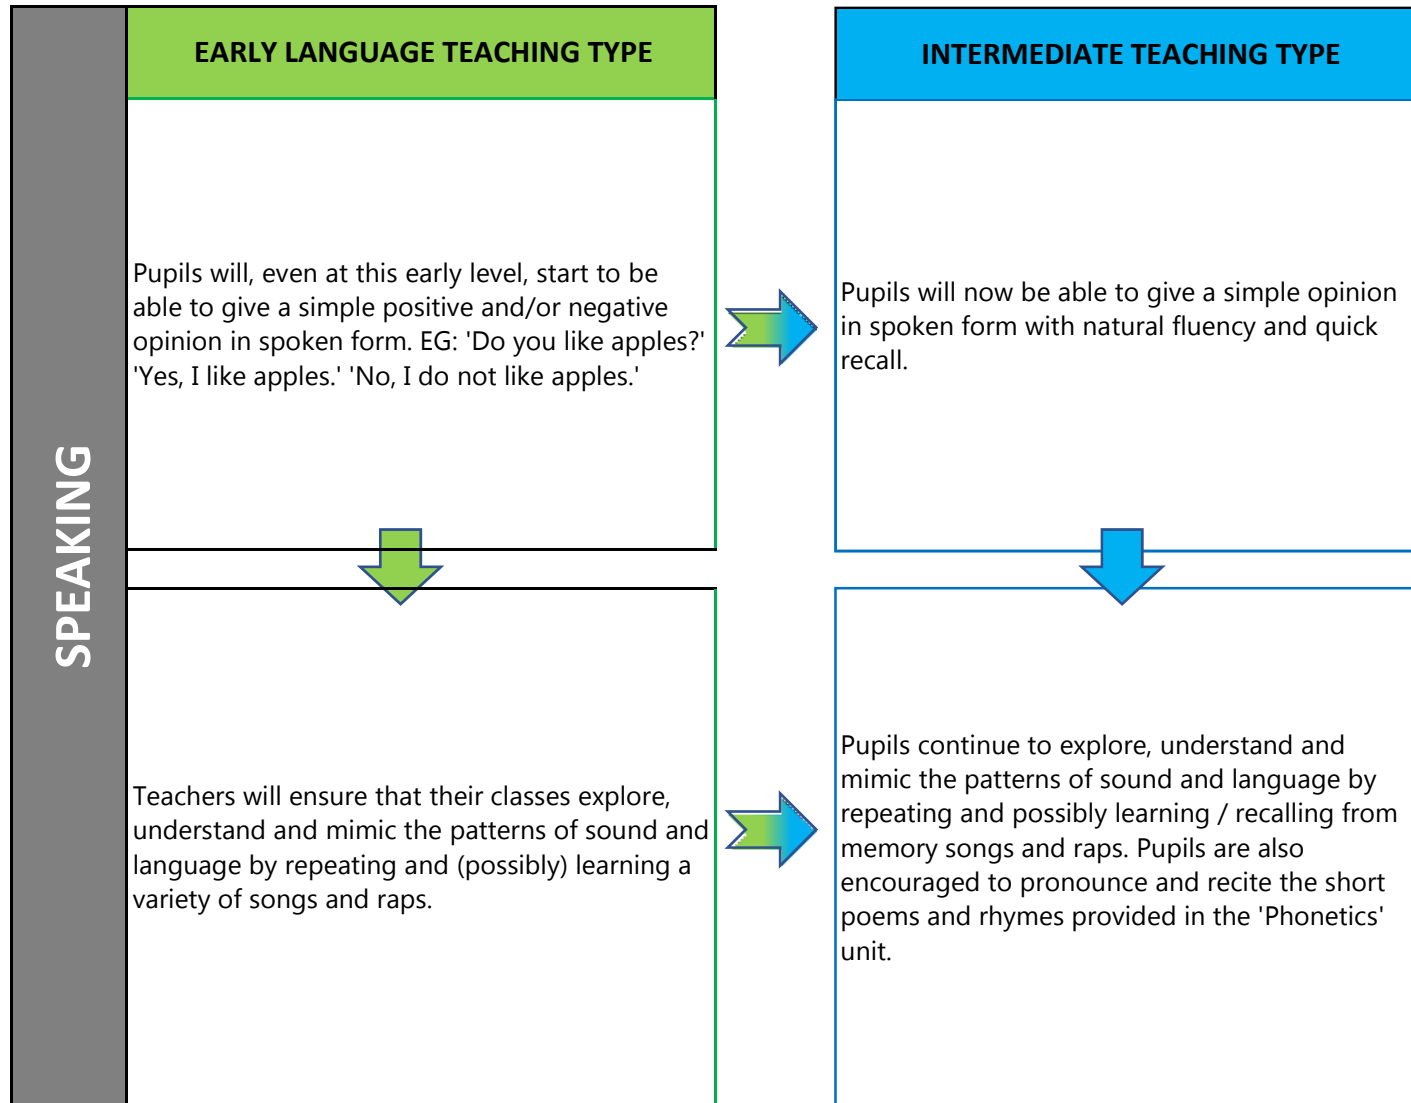 SPEAKING
EARLY LANGUAGE TEACHING TYPE
INTERMEDIATE TEACHING TYPE
Pupils will, even at this early level, start to be
able to give a simple positive and/or negative
opinion in spoken form. EG: 'Do you like apples?'
'Yes, I like apples.' 'No, I do not like apples.'
Pupils will now be able to give a simple opinion
in spoken form with natural fluency and quick
recall.
Teachers will ensure that their classes explore,
understand and mimic the patterns of sound and
language by repeating and (possibly) learning a
variety of songs and raps.
Pupils continue to explore, understand and
mimic the patterns of sound and language by
repeating and possibly learning / recalling from
memory songs and raps. Pupils are also
encouraged to pronounce and recite the short
poems and rhymes provided in the 'Phonetics'
unit.